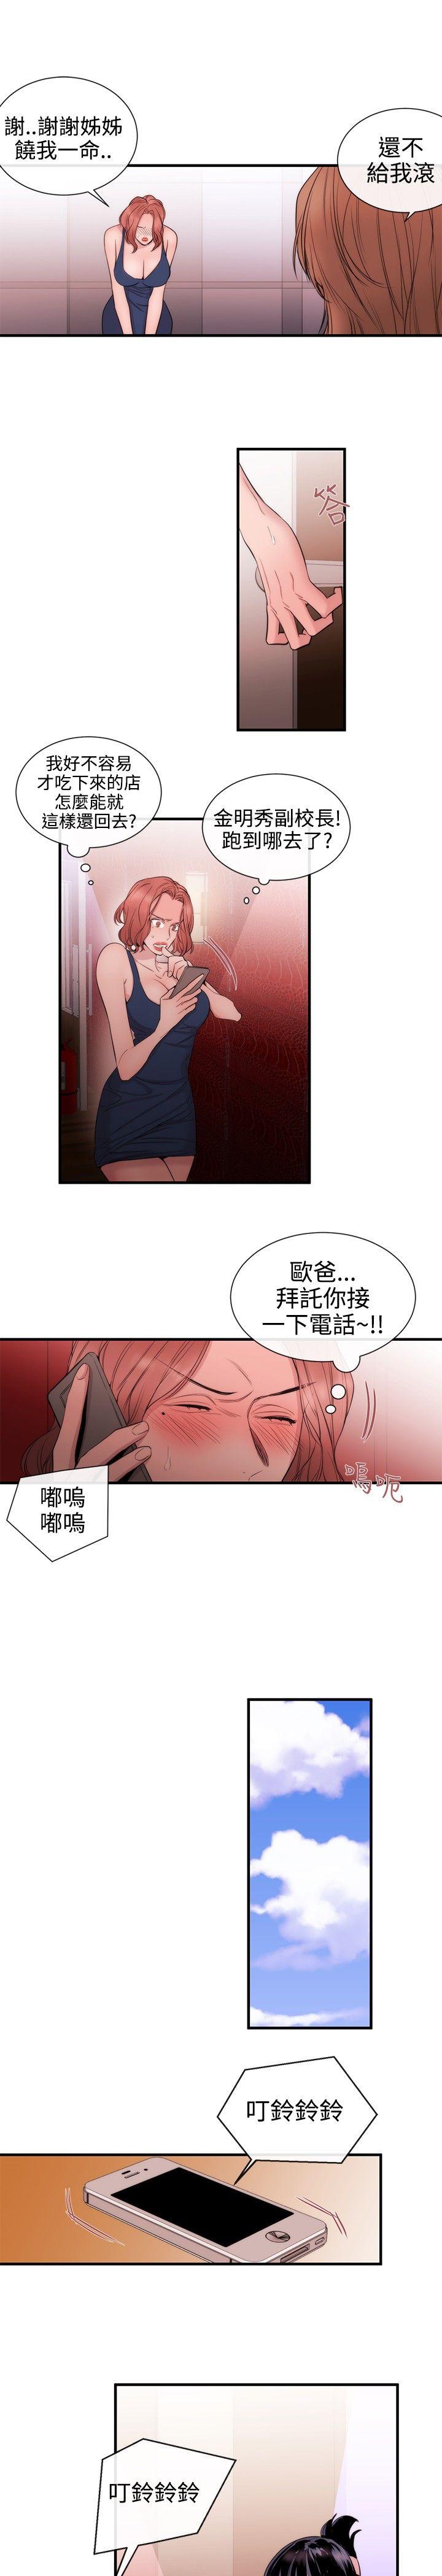 謝..謝謝姊姊
饒我一命..
還不
給我滾
答
我好不容易
才吃下來的店
怎麼能就
這樣還回去?
金明秀副校長!
跑到哪去了?
歐爸...
拜託你接
一下電話~!!
嘟嗚
嘟嗚
嗚呃
叮鈴鈴鈴
叮鈴鈴鈴